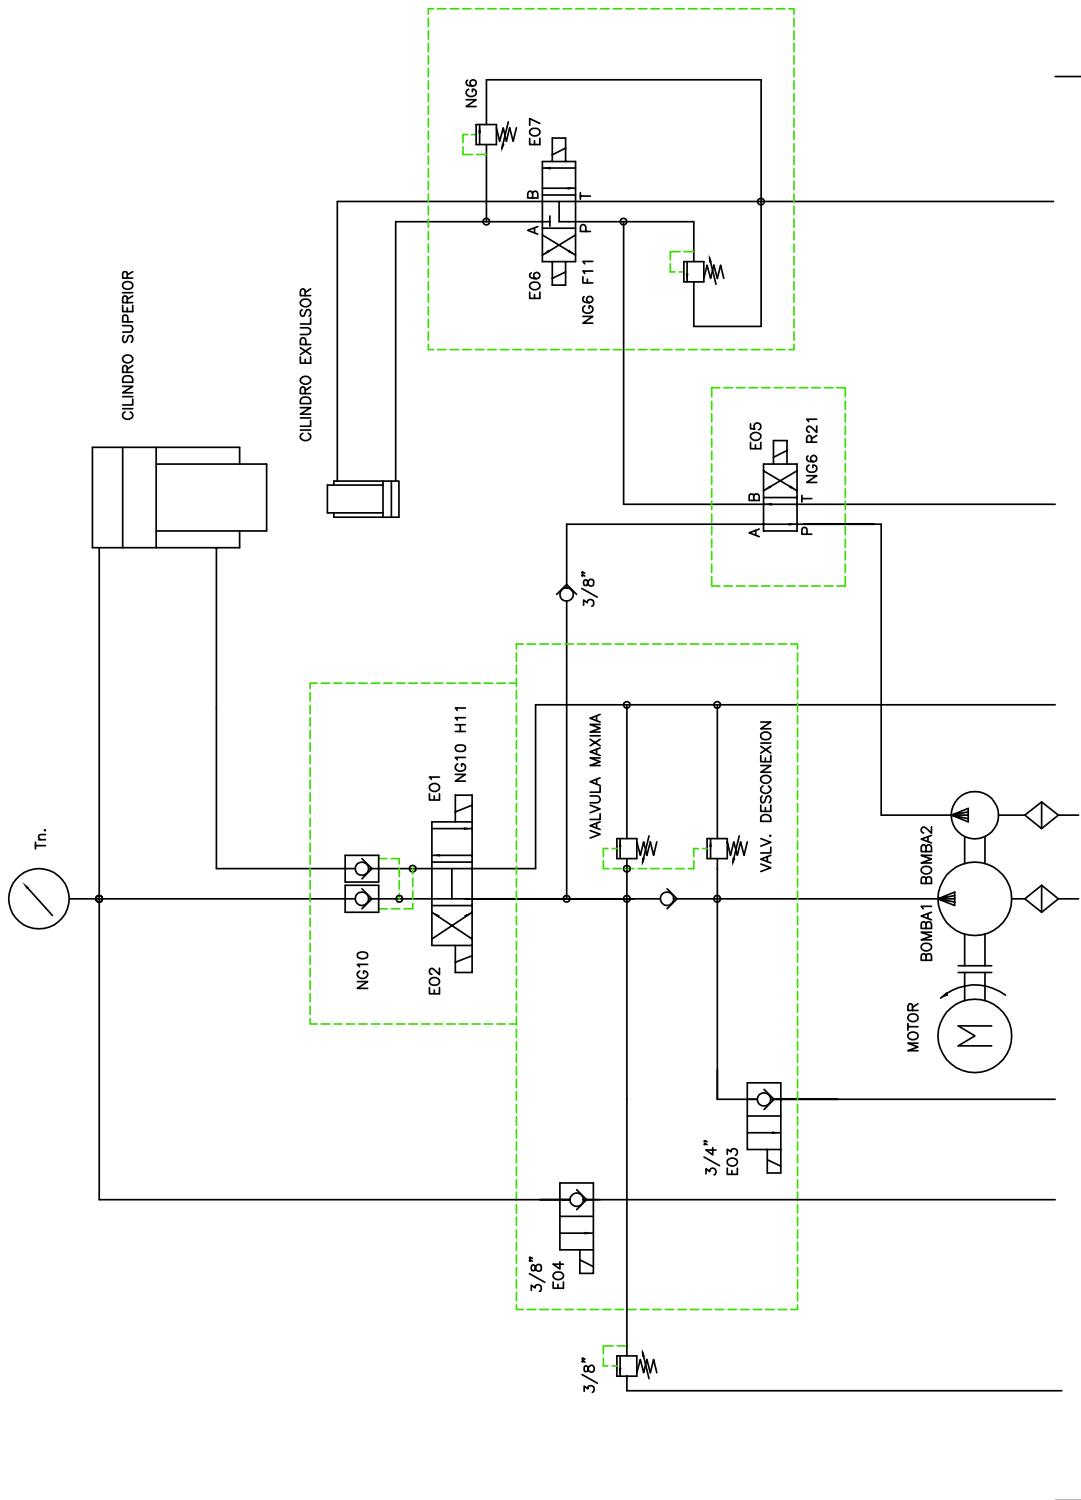 Tn.
CILINDRO SUPERIOR
CILINDRO EXPULSOR
NG6
E07
B
T
A
P
E06
NG6 F11
E05
NG6 R21
B
T
A
P
3/8"
E01
NG10 H11
NG10
E02
VALVULA MAXIMA
VALV. DESCONEXION
BOMBA2
BOMBA1
MOTOR
M
3/4"
E03
3/8"
E04
3/8"